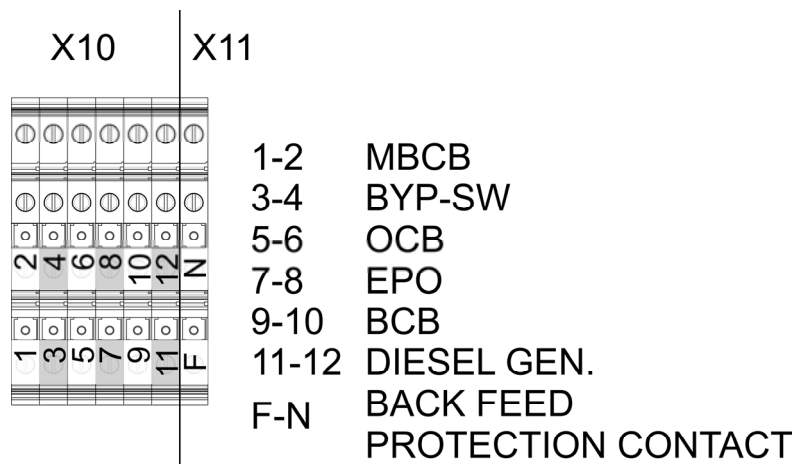 X10 X11
2 4 6 8 10 12 N
1 3 5 7 9 11 F
1-2 MBCB
3-4 BYP-SW
5-6 OCB
7-8 EPO
9-10 BCB
11-12 DIESEL GEN.
F-N BACK FEED
PROTECTION CONTACT